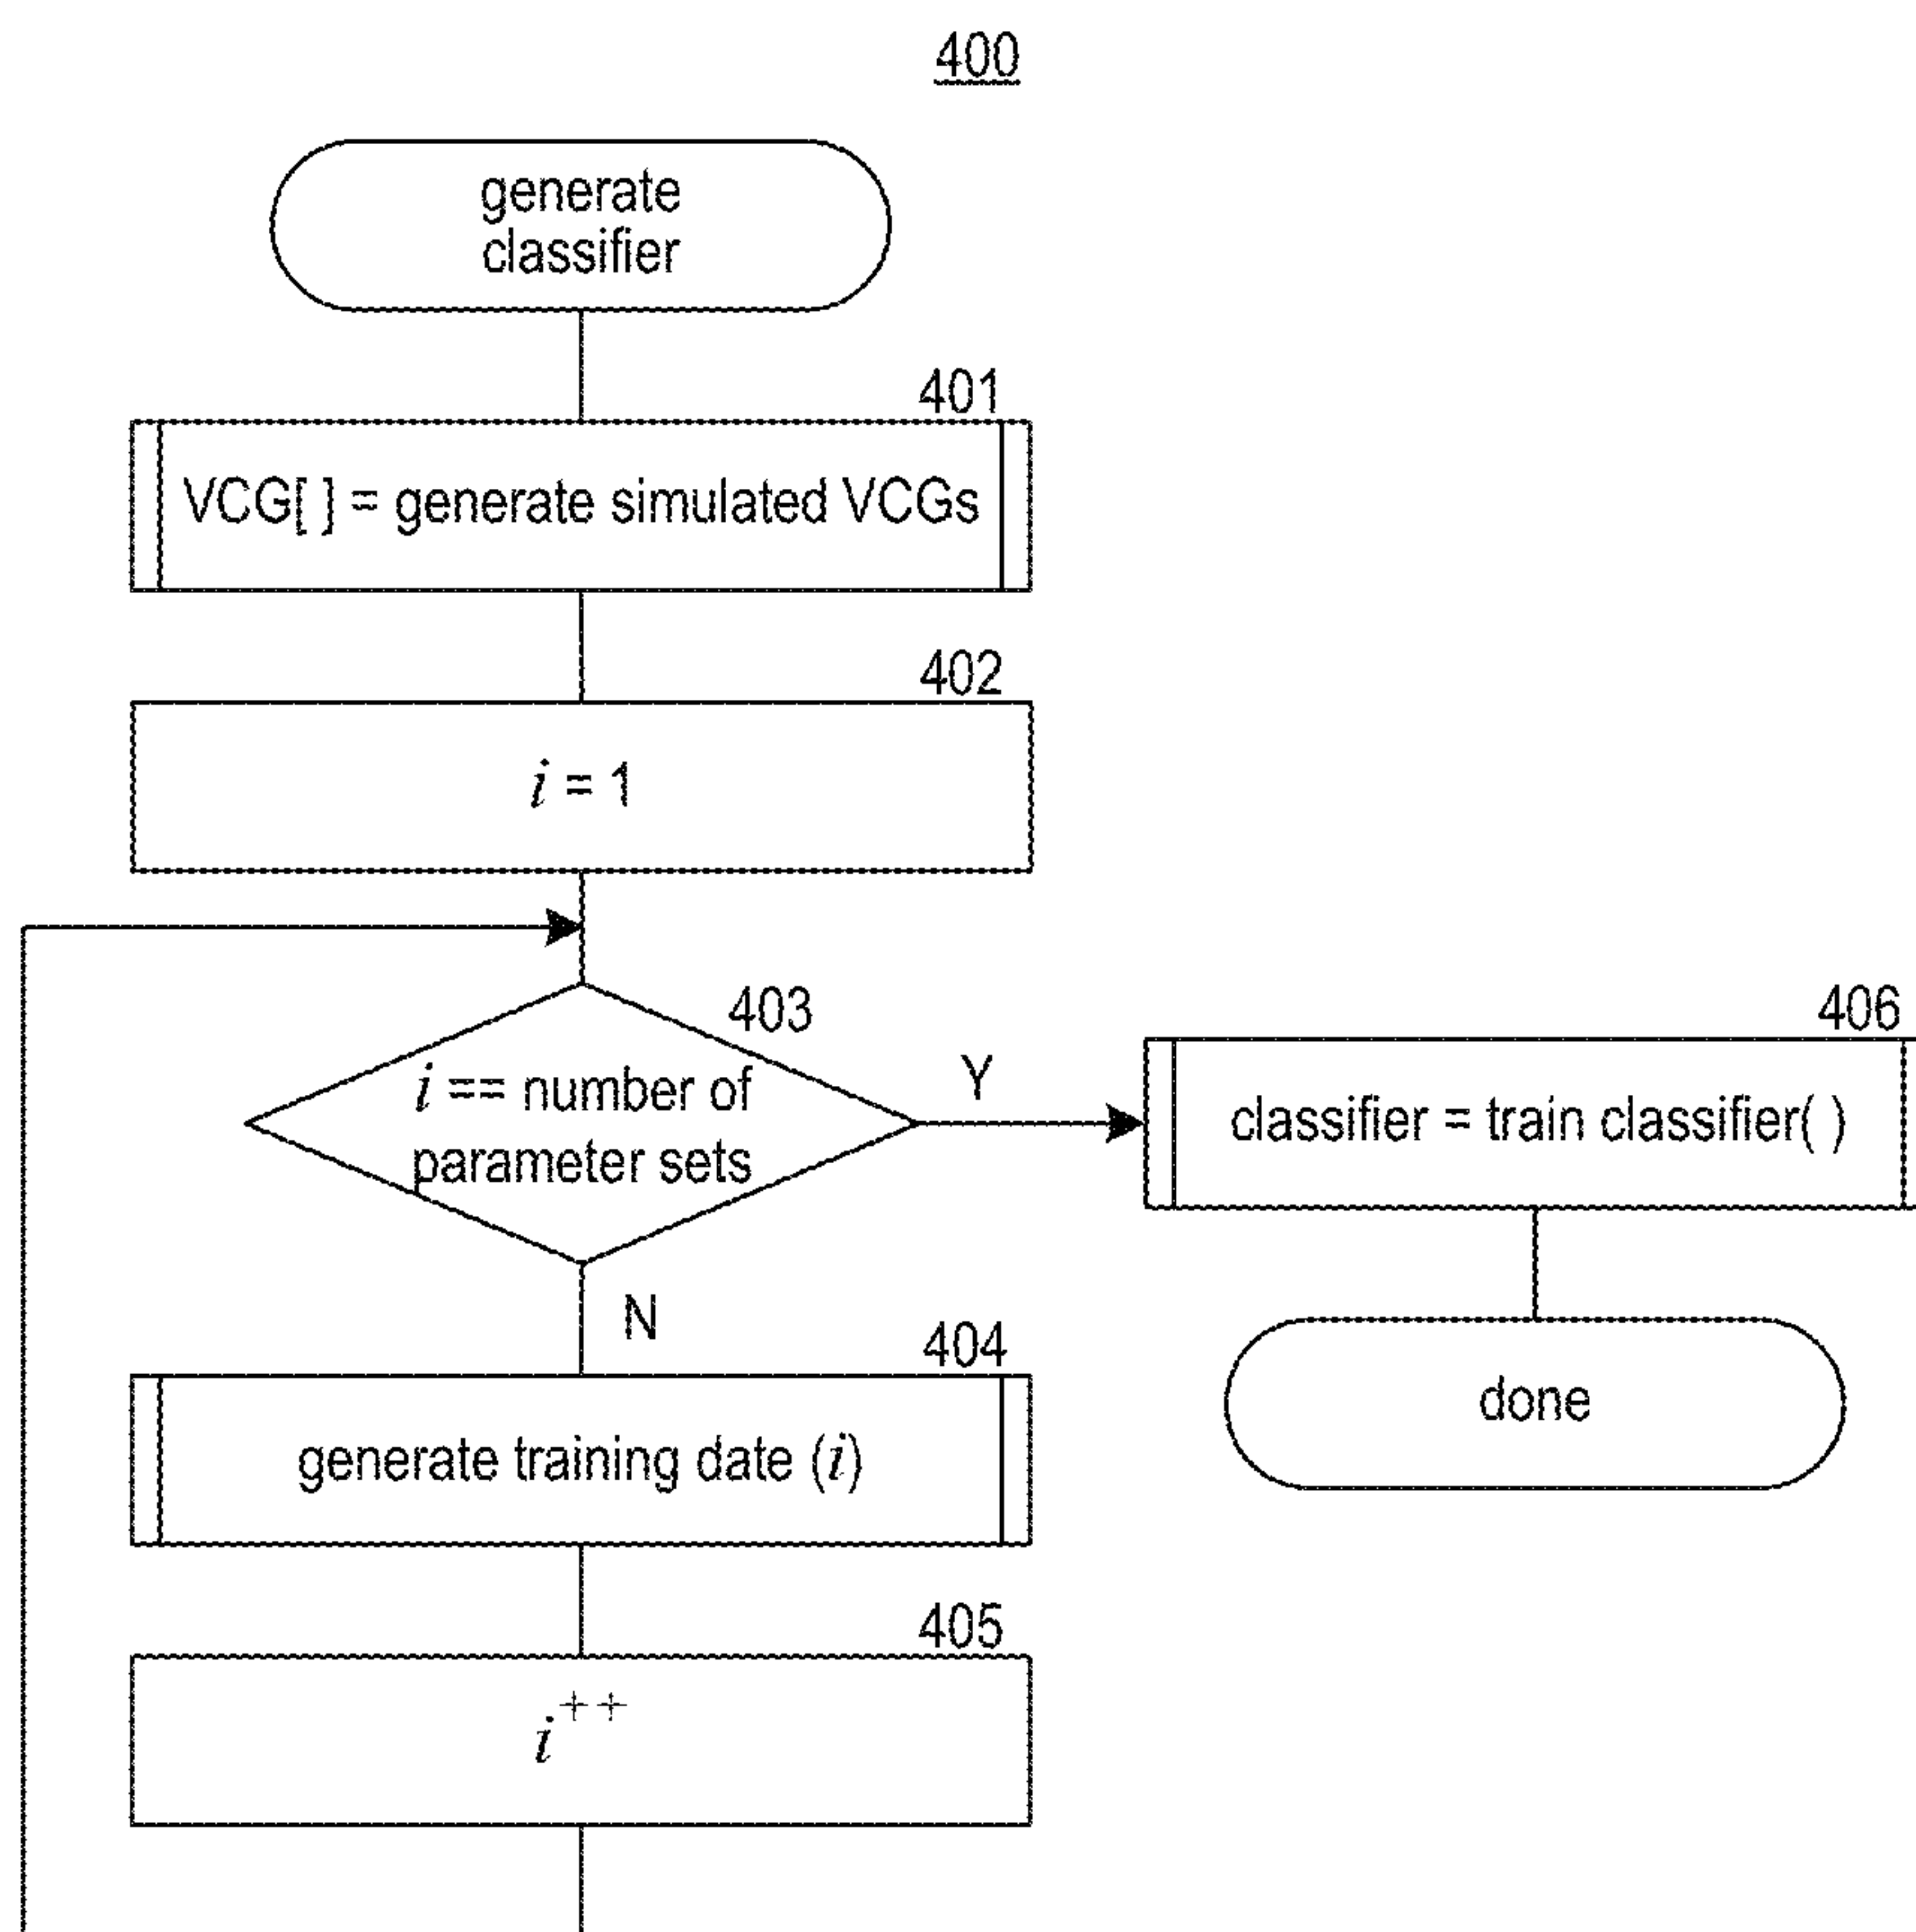 400
generate
classifier
401
VCG[ ] = generate simulated VCGs
402
i = 1
403
i == number of
parameter sets
Y
N
404
generate training date (i)
405
i++
406
classifier = train classifier( )
done